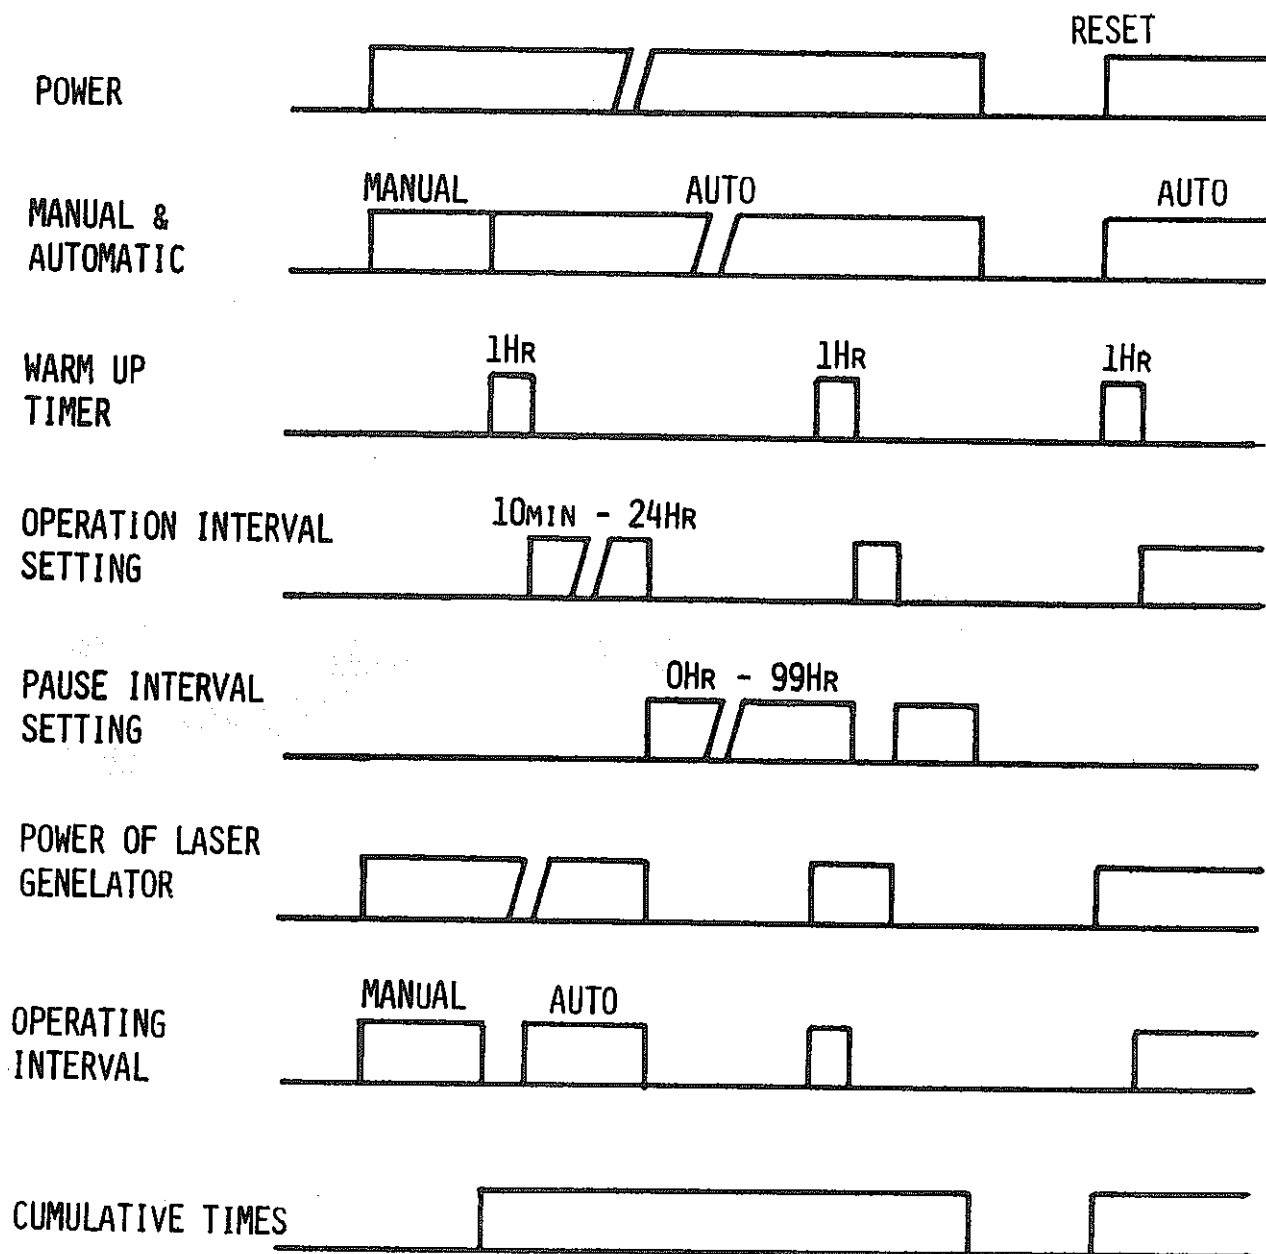 RESET
POWER
MANUAL AUTO AUTO
MANUAL &
AUTOMATIC
1HR 1HR 1HR
WARM UP
TIMER
10MIN - 24HR
OPERATION INTERVAL
SETTING
0HR - 99HR
PAUSE INTERVAL
SETTING
POWER OF LASER
GENELATOR
MANUAL AUTO
OPERATING
INTERVAL
CUMULATIVE TIMES